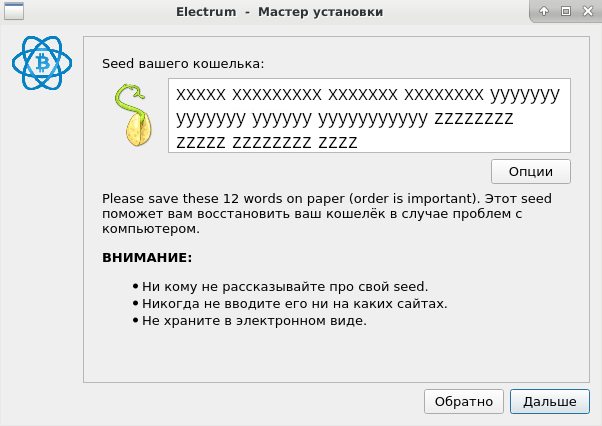 Electrum - Мастер установки
Seed вашего кошелька:
xxxxx xxxxxxxxx xxxxxxx xxxxxxxx yyyyyyy
yyyyyyy yyyyyy yyyyyyyyyyy zzzzzzzz
zzzzz zzzzzzzz zzzz
Опции
Please save these 12 words on paper (order is important). Этот seed
поможет вам восстановить ваш кошелёк в случае проблем с
компьютером.
ВНИМАНИЕ:
• Ни кому не рассказывайте про свой seed.
• Никогда не вводите его ни на каких сайтах.
• Не храните в электронном виде.
Обратно
Дальше